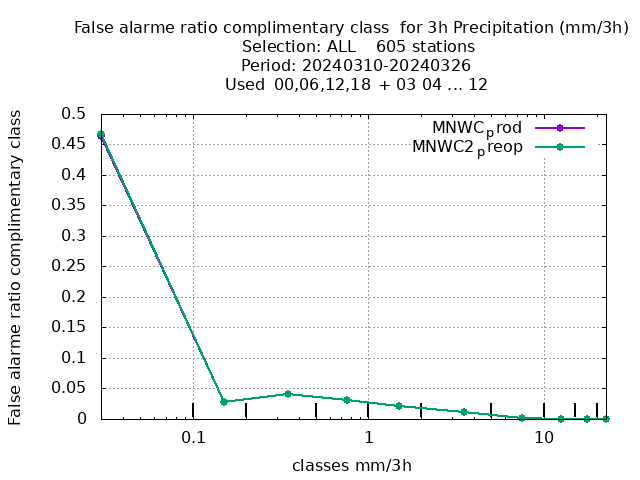 False alarme ratio complimentary class  for 3h Precipitation (mm/3h)
Selection: ALL    605 stations
Period: 20240310-20240326
Used  00,06,12,18  + 03 04 ... 12
MNWC_prod
MNWC2_preop
False alarme ratio complimentary class
0.5
0.45
0.4
0.35
0.3
0.25
0.2
0.15
0.1
0.05
0
0.1 1 10
classes mm/3h